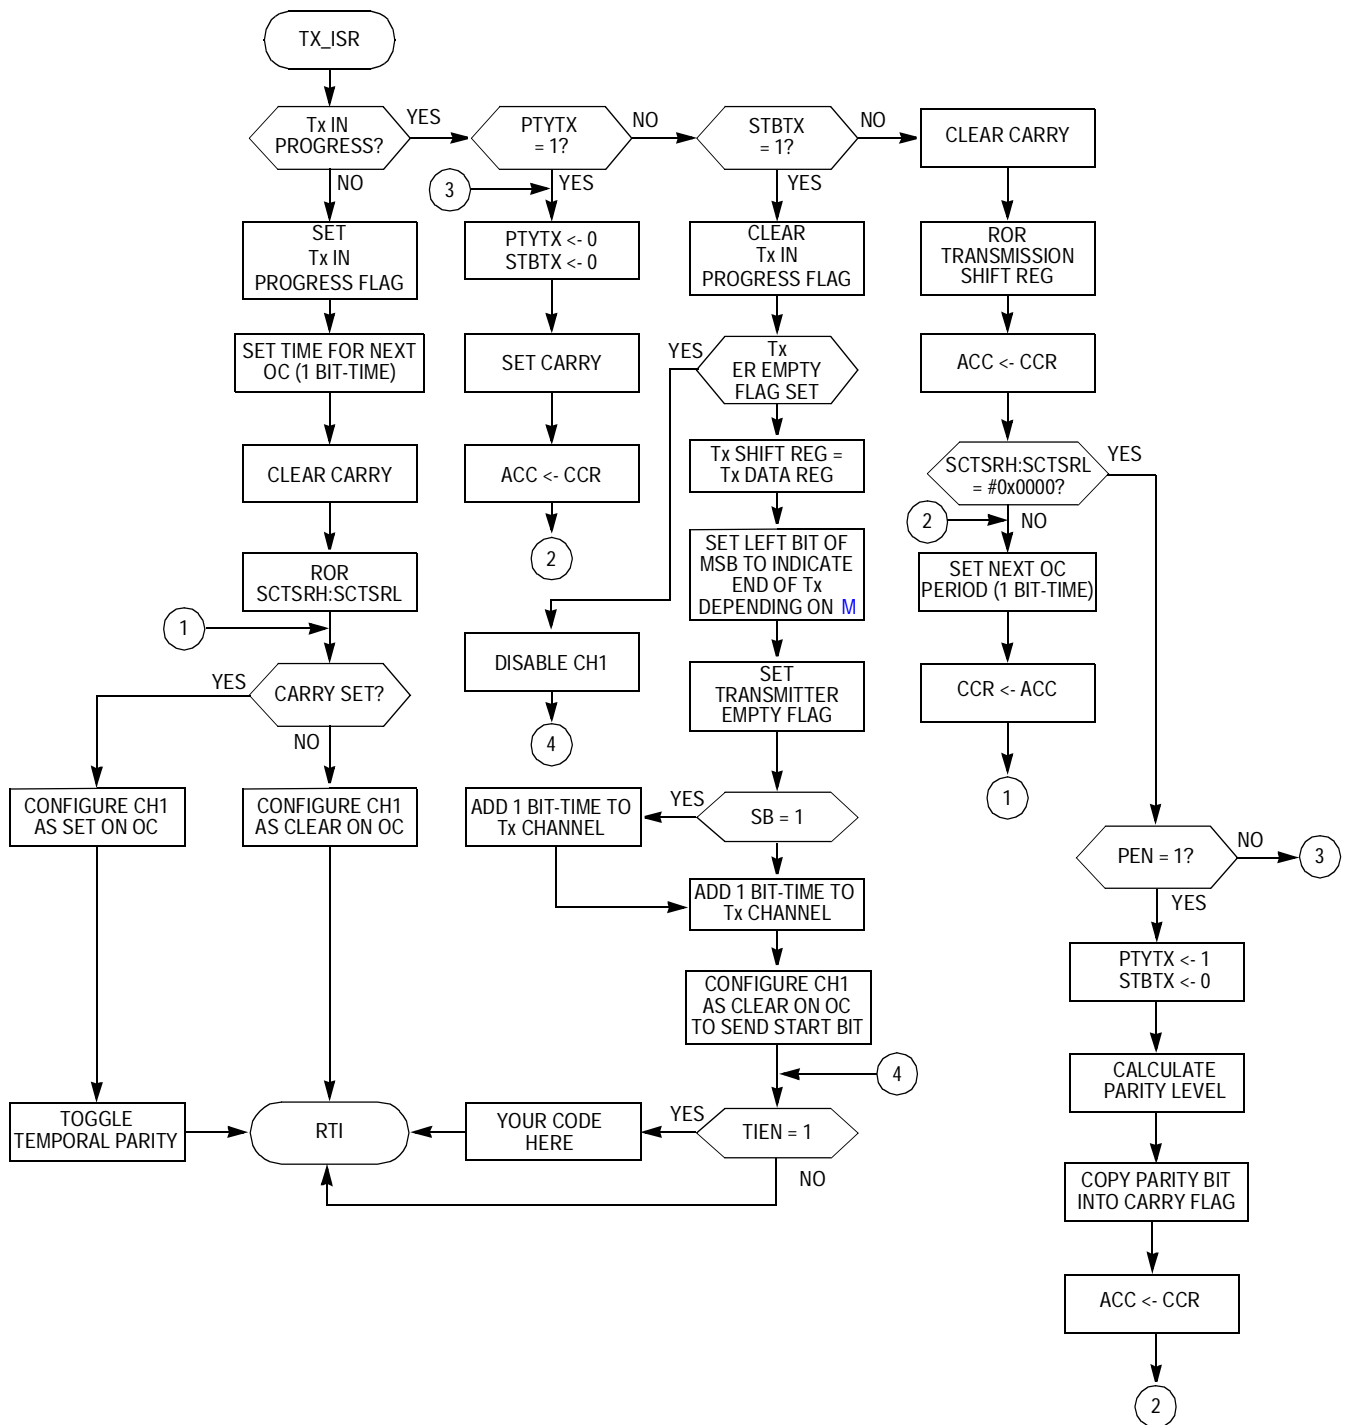 TX_ISR
Tx IN
PROGRESS?
YES
NO
SET
Tx IN
PROGRESS FLAG
SET TIME FOR NEXT
OC (1 BIT-TIME)
CLEAR CARRY
ROR
SCTSRH:SCTSRL
1
CARRY SET?
YES
NO
CONFIGURE CH1
AS SET ON OC
CONFIGURE CH1
AS CLEAR ON OC
TOGGLE
TEMPORAL PARITY
RTI
PTYTX
= 1?
NO
YES
3
PTYTX <- 0
STBTX <- 0
SET CARRY
ACC <- CCR
2
DISABLE CH1
4
STBTX
= 1?
NO
YES
CLEAR
Tx IN
PROGRESS FLAG
YES
Tx
ER EMPTY
FLAG SET
Tx SHIFT REG =
Tx DATA REG
SET LEFT BIT OF
MSB TO INDICATE
END OF Tx
DEPENDING ON M
SET
TRANSMITTER
EMPTY FLAG
SB = 1
YES
ADD 1 BIT-TIME TO
Tx CHANNEL
ADD 1 BIT-TIME TO
Tx CHANNEL
CONFIGURE CH1
AS CLEAR ON OC
TO SEND START BIT
4
TIEN = 1
YES
NO
YOUR CODE
HERE
CLEAR CARRY
ROR
TRANSMISSION
SHIFT REG
ACC <- CCR
SCTSRH:SCTSRL
= #0x0000?
YES
2
NO
SET NEXT OC
PERIOD (1 BIT-TIME)
CCR <- ACC
1
PEN = 1?
NO
3
YES
PTYTX <- 1
STBTX <- 0
CALCULATE
PARITY LEVEL
COPY PARITY BIT
INTO CARRY FLAG
ACC <- CCR
2